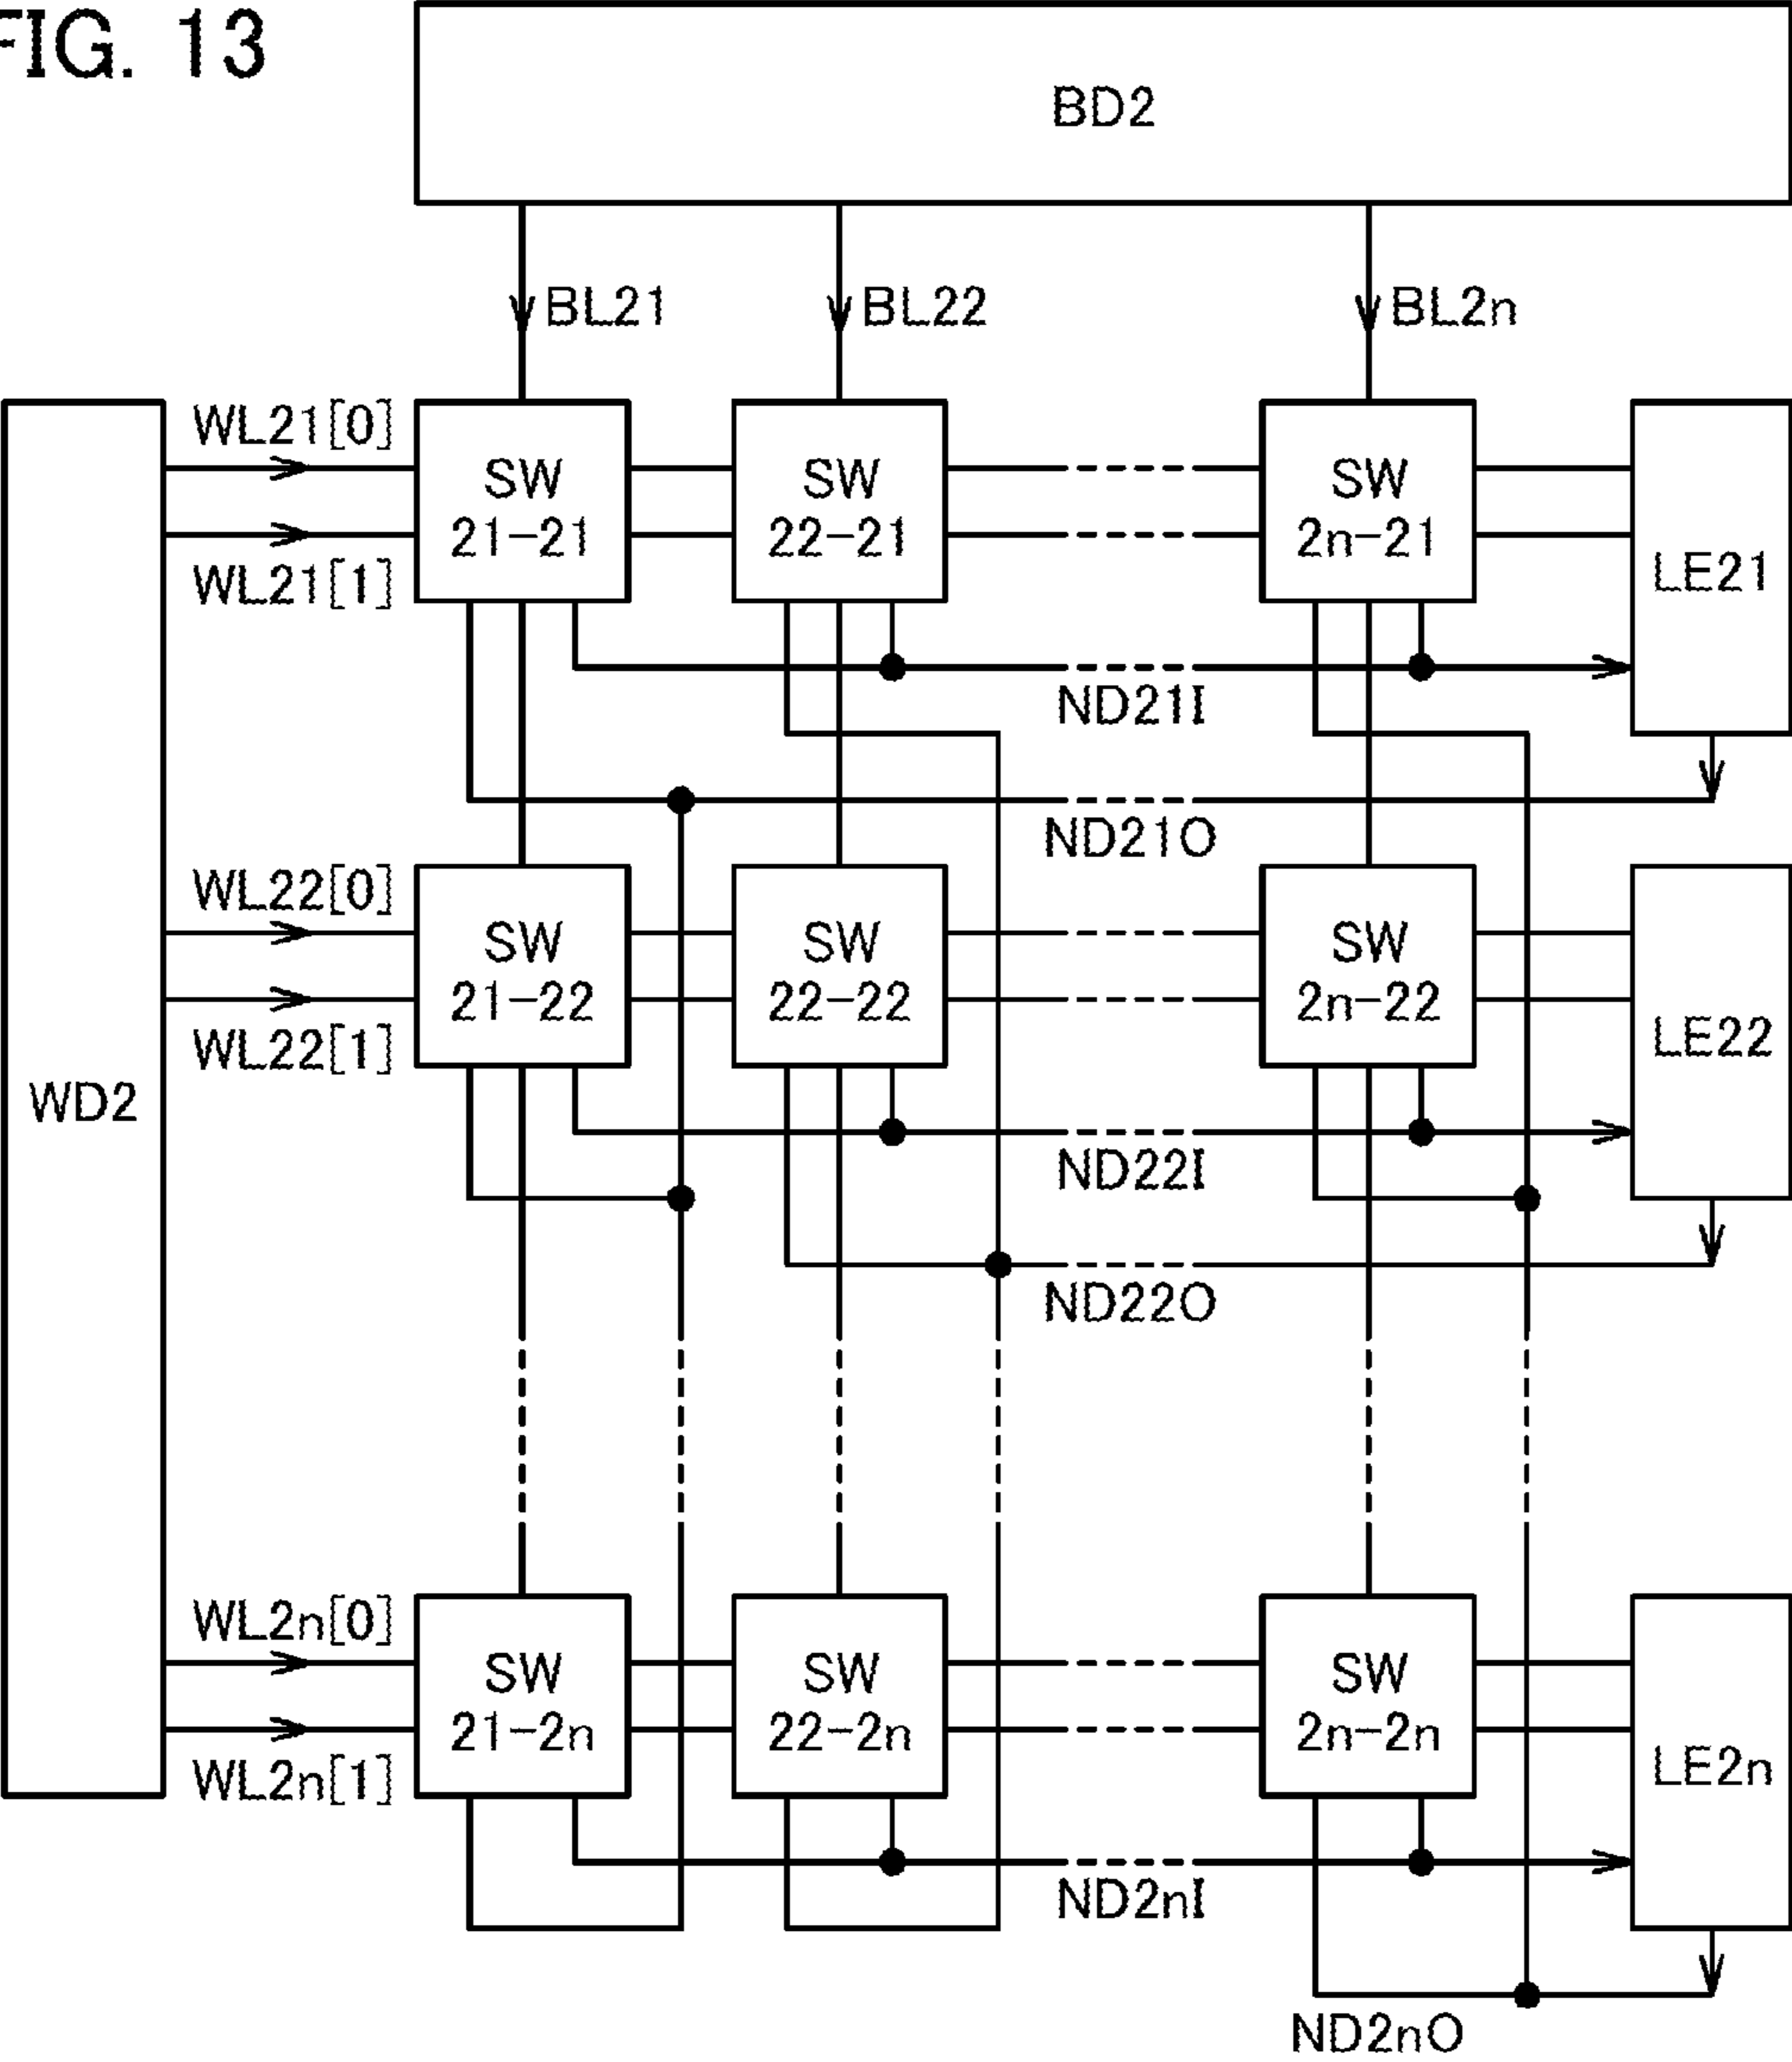 FIG. 13
BD2
BL21
BL22
BL2n
WL21[0]
WL21[1]
SW
21-21
SW
22-21
SW
2n-21
LE21
ND21I
ND21O
WD2
WL22[0]
WL22[1]
SW
21-22
SW
22-22
SW
2n-22
LE22
ND22I
ND22O
WL2n[0]
WL2n[1]
SW
21-2n
SW
22-2n
SW
2n-2n
LE2n
ND2nI
ND2nO